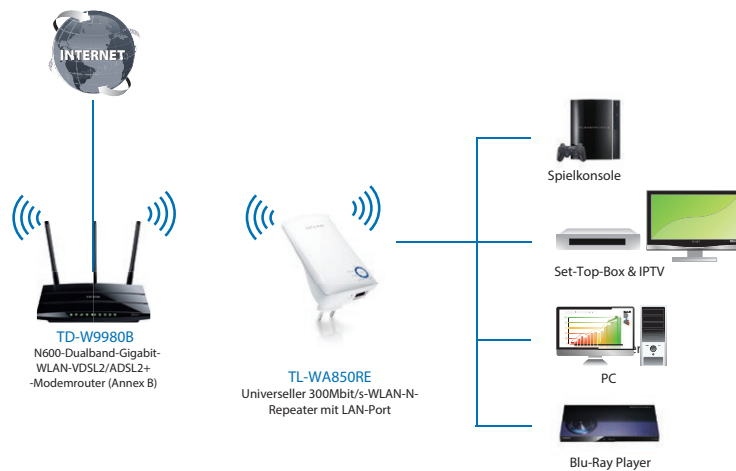 INTERNET
Spielkonsole
Set-Top-Box & IPTV
TD-W9980B
N600-Dualband-Gigabit-
WLAN-VDSL2/ADSL2+
-Modemrouter (Annex B)
TL-WA850RE
Universeller 300Mbit/s-WLAN-N-
Repeater mit LAN-Port
PC
Blu-Ray Player